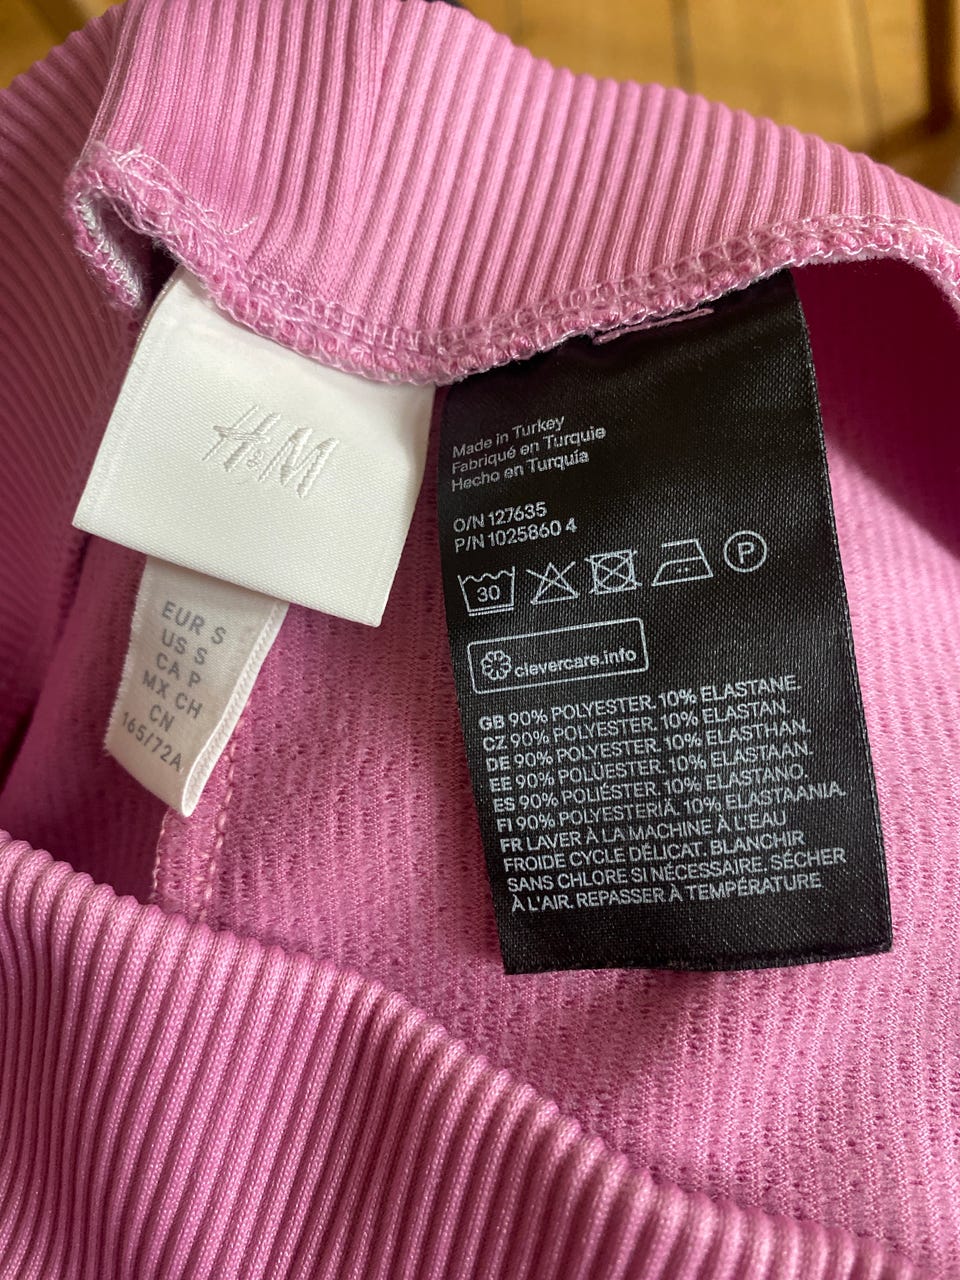 H&M
EUR S
US S
CA P
MX CH
CN
165/72A
Made in Turkey
Fabriqué en Turquie
Hecho en Turquía
O/N 127635
P/N 1025860 4
30
P
clevercare.info
GB 90% POLYESTER. 10% ELASTANE.
CZ 90% POLYESTER. 10% ELASTAN
DE 90% POLYESTER. 10% ELASTHAN.
EE 90% POLÜESTER. 10% ELASTAAN.
ES 90% POLIÉSTER. 10% ELASTANO.
FI 90% POLYESTERIÄ. 10% ELASTAANIA.
FR LAVER À LA MACHINE À L'EAU
FROIDE CYCLE DÉLICAT. BLANCHIR
SANS CHLORE SI NÉCESSAIRE. SÉCHER
À L'AIR. REPASSER À TEMPÉRATURE